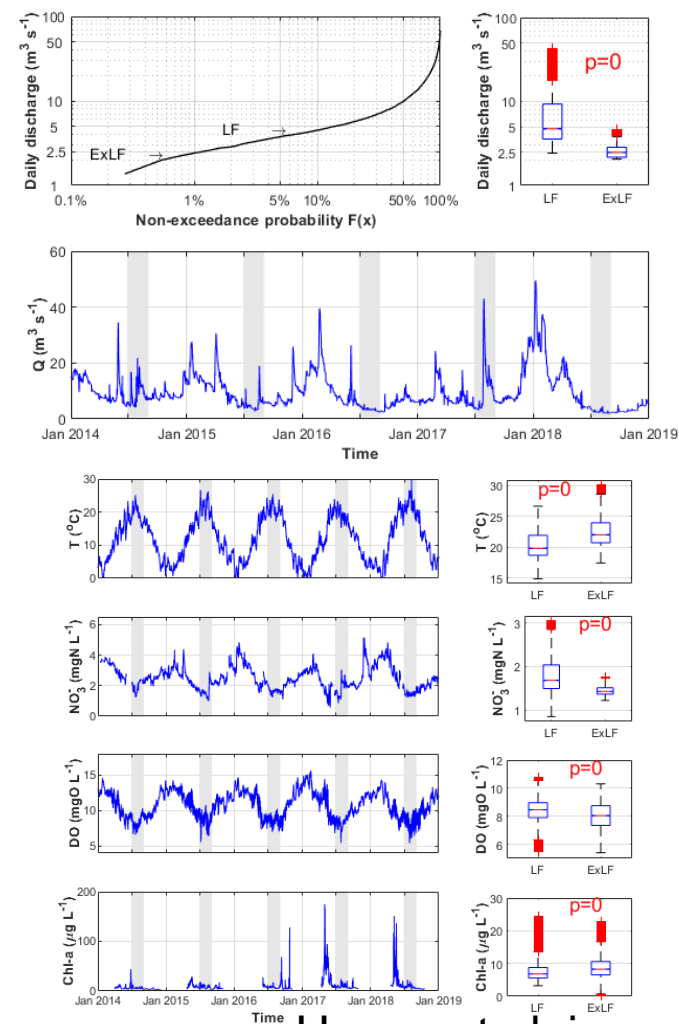 Daily discharge (m³ s⁻¹)
100
50
10
5
2.5
1
LF
ExLF
0.1% 1% 5% 10% 50% 100%
Non-exceedance probability F(x)
Daily discharge (m³ s⁻¹)
100
50
10
5
2.5
1
p=0
LF ExLF
Q (m³ s⁻¹)
60
40
20
0
Jan 2014 Jan 2015 Jan 2016 Jan 2017 Jan 2018 Jan 2019
Time
T (°C)
30
20
10
0
T (°C)
30
25
20
15
p=0
LF ExLF
NO₃⁻ (mgN L⁻¹)
6
4
2
0
NO₃⁻ (mgN L⁻¹)
3
2
1
p=0
LF ExLF
DO (mgO L⁻¹)
15
10
5
DO (mgO L⁻¹)
12
10
8
6
p=0
LF ExLF
Chl-a (μg L⁻¹)
200
100
0
Jan 2014 Jan 2015 Jan 2016 Jan 2017 Jan 2018 Jan 2019
Time
Chl-a (μg L⁻¹)
30
20
10
0
p=0
LF ExLF